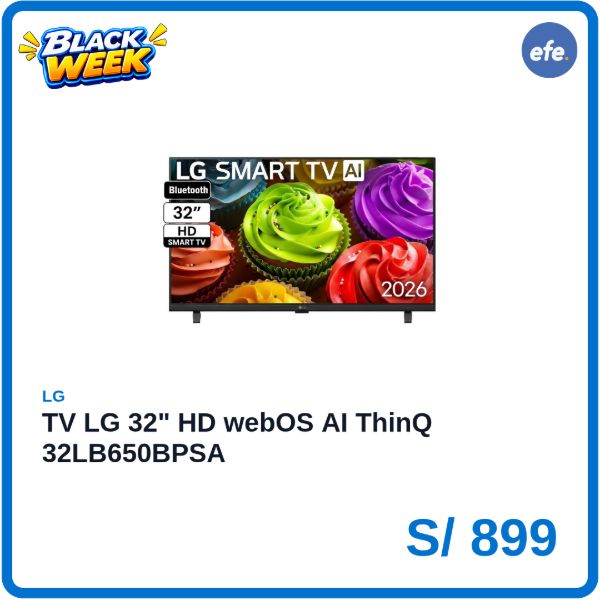 BLACK
WEEK
efe.
LG SMART TV AI
Bluetooth
32”
HD
SMART TV
2026
LG
TV LG 32" HD webOS AI ThinQ
32LB650BPSA
S/ 899